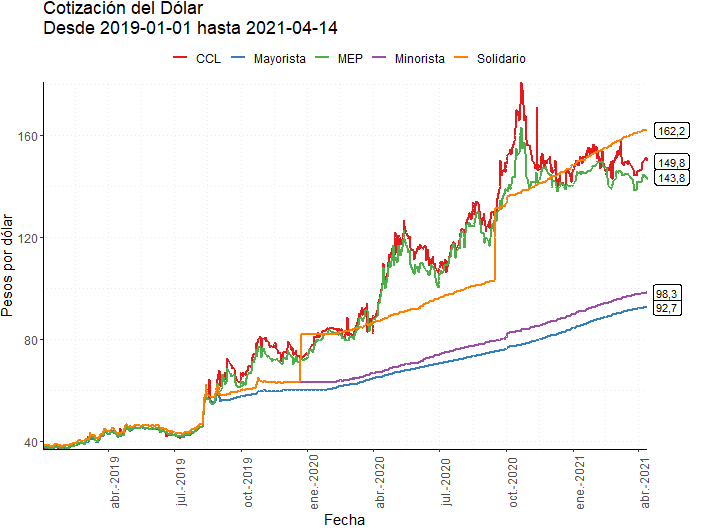 Cotización del Dólar
Desde 2019-01-01 hasta 2021-04-14
CCL Mayorista MEP Minorista Solidario
Pesos por dólar
160
120
80
40
162,2
149,8
143,8
98,3
92,7
abr.-2019
jul.-2019
oct.-2019
ene.-2020
abr.-2020
jul.-2020
oct.-2020
ene.-2021
abr.-2021
Fecha